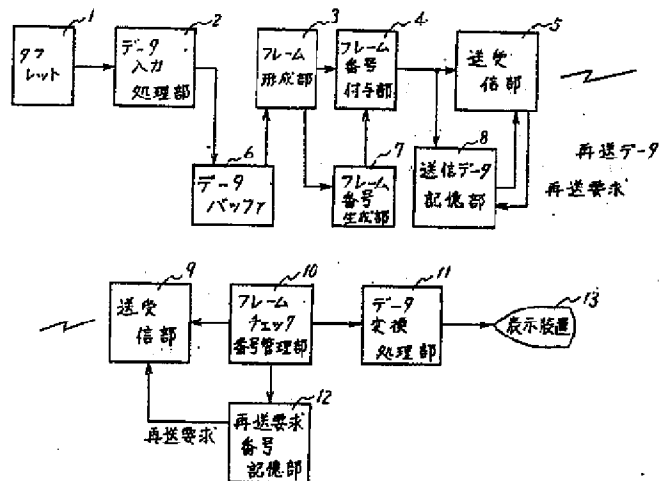 1
タブ
レット
2
データ
入力
処理部
3
フレーム
形成部
4
フレーム
番号
付与部
5
送受
信部
6
データ
バッファ
7
フレーム
番号
生成部
8
送信データ
記憶部
再送データ
再送要求
9
送受
信部
10
フレーム
チェック
番号管理部
11
データ
変換
処理部
13
表示装置
12
再送要求
番号
記憶部
再送要求